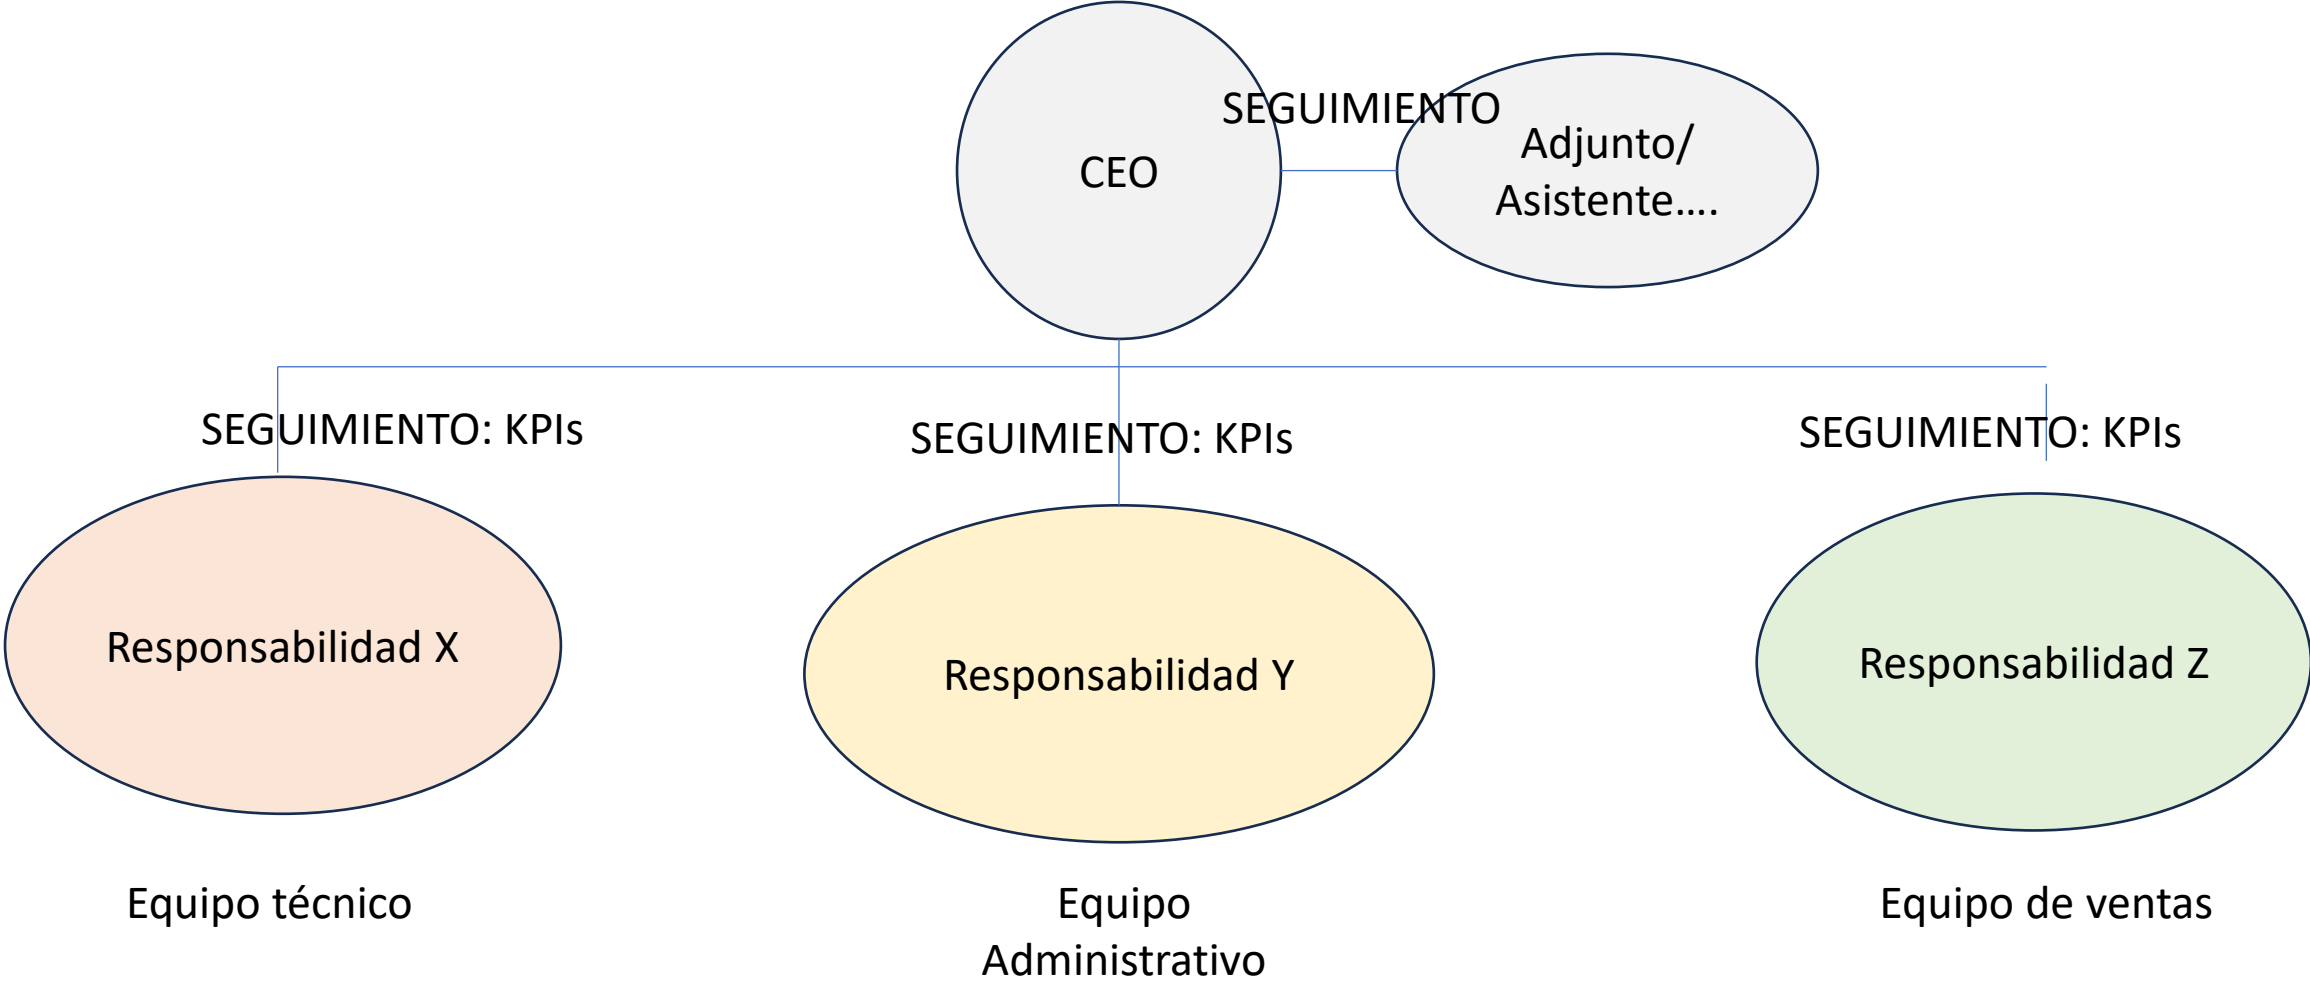 SEGUIMIENTO
CEO
Adjunto/
Asistente....
SEGUIMIENTO: KPIs
SEGUIMIENTO: KPIs
SEGUIMIENTO: KPIs
Responsabilidad X
Responsabilidad Y
Responsabilidad Z
Equipo técnico
Equipo
Administrativo
Equipo de ventas